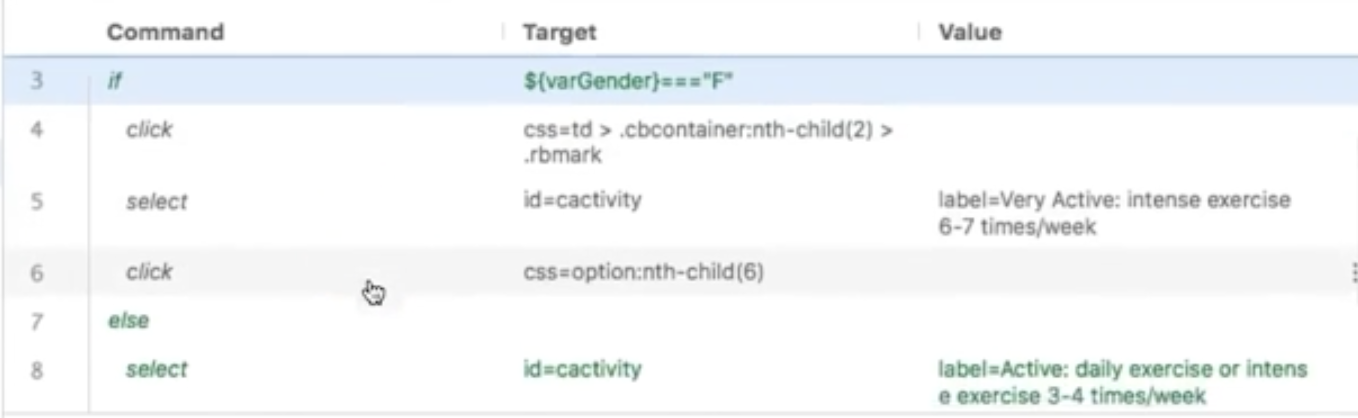 Command Target Value
3 if ${varGender}==="F"
4 click css=td > .cbcontainer:nth-child(2) >
.rbmark
5 select id=cactivity label=Very Active: intense exercise
6-7 times/week
6 click css=option:nth-child(6)
7 else
8 select id=cactivity label=Active: daily exercise or intens
e exercise 3-4 times/week